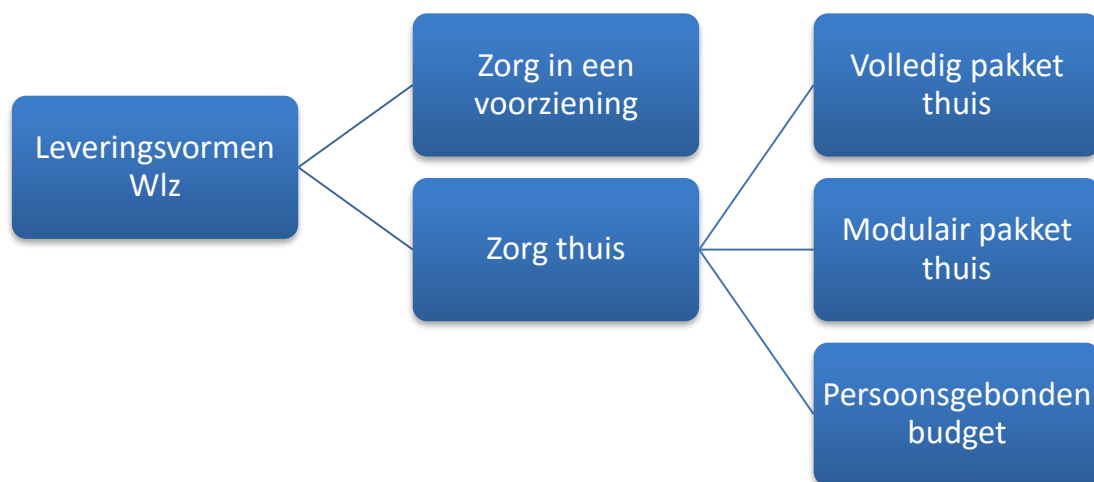 Leveringsvormen
Wlz
Zorg in een
voorziening
Zorg thuis
Volledig pakket
thuis
Modulair pakket
thuis
Persoonsgebonden
budget